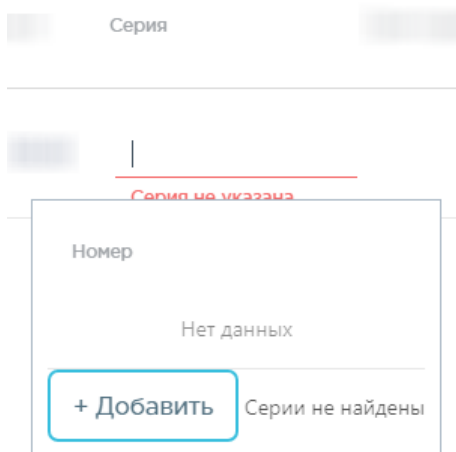 Серия
Серия не указана
Номер
Нет данных
+ Добавить Серии не найдены